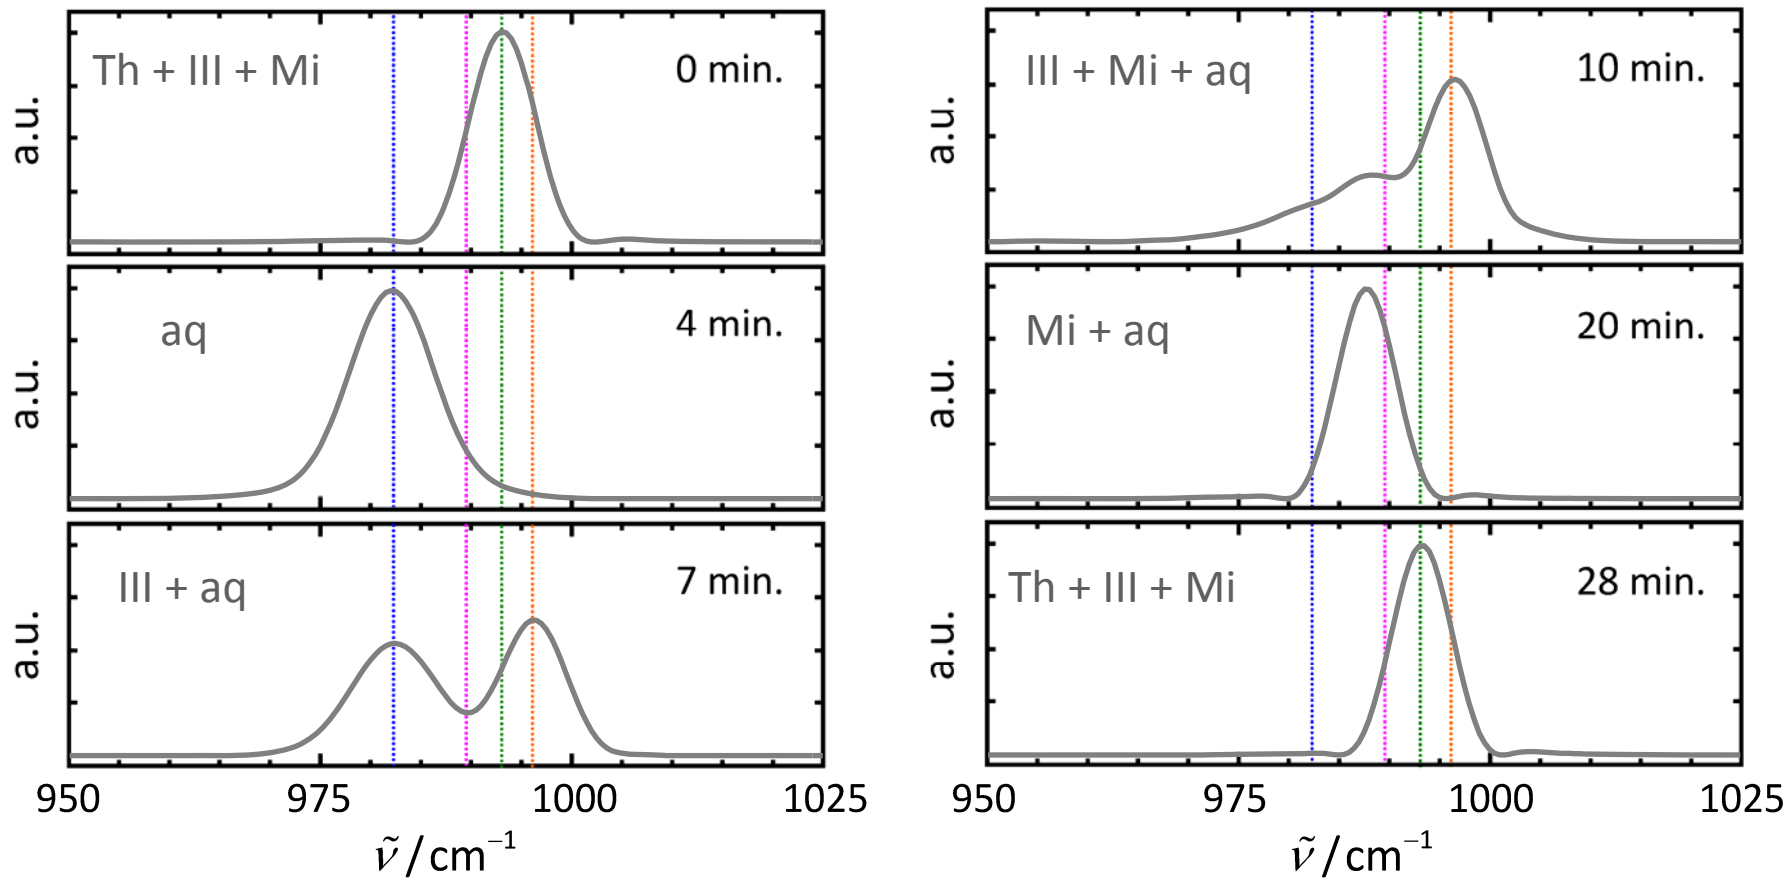 Th + III + Mi 0 min.
a.u.
aq 4 min.
a.u.
III + aq 7 min.
a.u.
950 975 1000 1025
ν̃ / cm⁻¹
III + Mi + aq 10 min.
a.u.
Mi + aq 20 min.
a.u.
Th + III + Mi 28 min.
a.u.
950 975 1000 1025
ν̃ / cm⁻¹